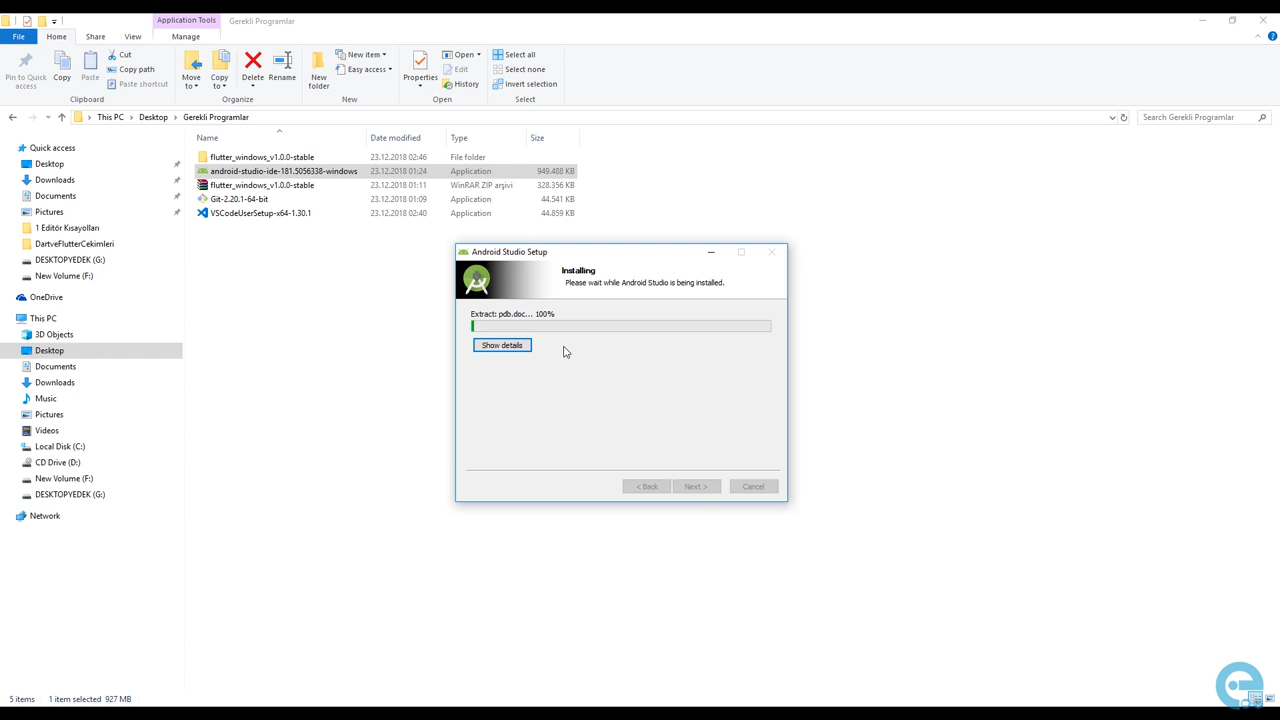 Application Tools
Gerekli Programlar
File
Home
Share
View
Manage
Pin to Quick access
Copy
Paste
Cut
Copy path
Paste shortcut
Clipboard
Move to
Copy to
Delete
Rename
Organize
New folder
New item
Easy access
New
Properties
Open
Edit
History
Open
Select all
Select none
Invert selection
Select
This PC
Desktop
Gerekli Programlar
Search Gerekli Programlar
Name
Date modified
Type
Size
flutter_windows_v1.0.0-stable 23.12.2018 02:46 File folder
android-studio-ide-181.5056338-windows 23.12.2018 01:24 Application 949.488 KB
flutter_windows_v1.0.0-stable 23.12.2018 01:11 WinRAR ZIP arşivi 328.356 KB
Git-2.20.1-64-bit 23.12.2018 01:09 Application 44.541 KB
VSCodeUserSetup-x64-1.30.1 23.12.2018 02:40 Application 44.859 KB
Quick access
Desktop
Downloads
Documents
Pictures
1 Editör Kısayolları
DartveFlutterCekimleri
DESKTOPYEDEK (G:)
New Volume (F:)
OneDrive
This PC
3D Objects
Desktop
Documents
Downloads
Music
Pictures
Videos
Local Disk (C:)
CD Drive (D:)
New Volume (F:)
DESKTOPYEDEK (G:)
Network
Android Studio Setup
Installing
Please wait while Android Studio is being installed.
Extract: pdb.doc... 100%
Show details
< Back
Next >
Cancel
5 items
1 item selected 927 MB